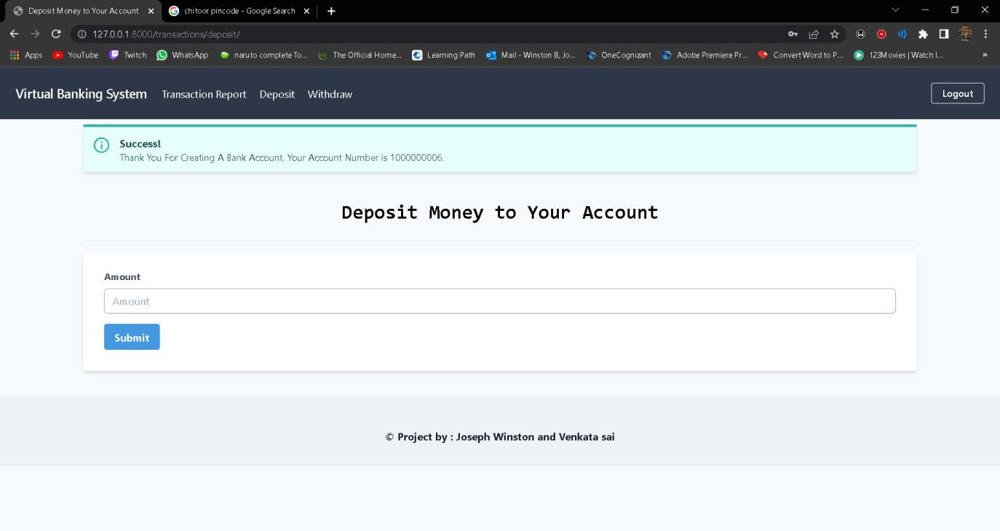 Deposit Money to Your Account
chitoor pincode - Google Search
127.0.0.1:8000/transactions/deposit/
Apps YouTube Twitch WhatsApp naruto complete To... The Official Home... Learning Path Mail - Winston B, Jo... OneCognizant Adobe Premiere Pr... Convert Word to P... 123Movies | Watch I... »
Virtual Banking System Transaction Report Deposit Withdraw Logout
Success!
Thank You For Creating A Bank Account. Your Account Number is 1000000006.
Deposit Money to Your Account
Amount
Amount
Submit
© Project by : Joseph Winston and Venkata sai